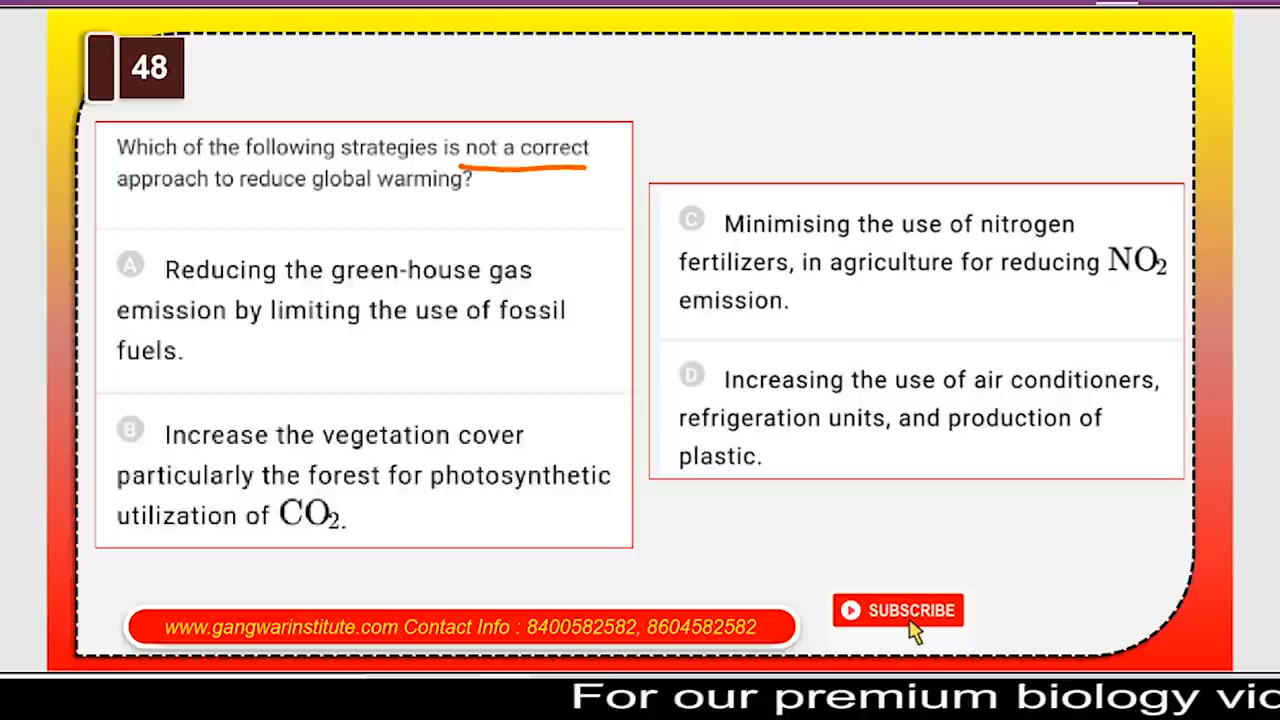 48
Which of the following strategies is not a correct
approach to reduce global warming?
A Reducing the green-house gas
emission by limiting the use of fossil
fuels.
B Increase the vegetation cover
particularly the forest for photosynthetic
utilization of CO₂.
C Minimising the use of nitrogen
fertilizers, in agriculture for reducing NO₂
emission.
D Increasing the use of air conditioners,
refrigeration units, and production of
plastic.
www.gangwarinstitute.com Contact Info : 8400582582, 8604582582
SUBSCRIBE
For our premium biology vid